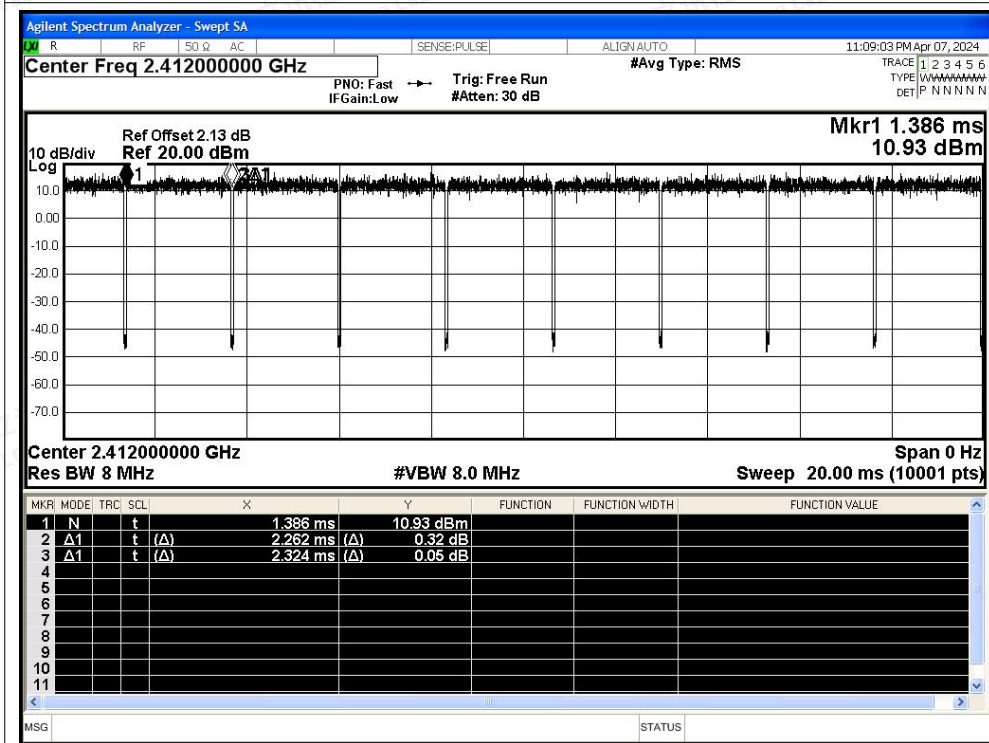 Agilent Spectrum Analyzer - Swept SA
LXI R RF 50 Ω AC SENSE:PULSE ALIGN AUTO 11:09:03 PM Apr 07, 2024
Center Freq 2.412000000 GHz #Avg Type: RMS TRACE 1 2 3 4 5 6
PNO: Fast Trig: Free Run TYPE WWWWWW
IFGain:Low #Atten: 30 dB DET P N N N N N
Mkr1 1.386 ms
Ref Offset 2.13 dB
10 dB/div Ref 20.00 dBm 10.93 dBm
Log
1 2Δ1 3Δ1
10.0
0.00
-10.0
-20.0
-30.0
-40.0
-50.0
-60.0
-70.0
Center 2.412000000 GHz Span 0 Hz
Res BW 8 MHz #VBW 8.0 MHz Sweep 20.00 ms (10001 pts)
MKR MODE TRC SCL X Y FUNCTION FUNCTION WIDTH FUNCTION VALUE
1 N t 1.386 ms 10.93 dBm
2 Δ1 t (Δ) 2.262 ms (Δ) 0.32 dB
3 Δ1 t (Δ) 2.324 ms (Δ) 0.05 dB
4
5
6
7
8
9
10
11
MSG STATUS